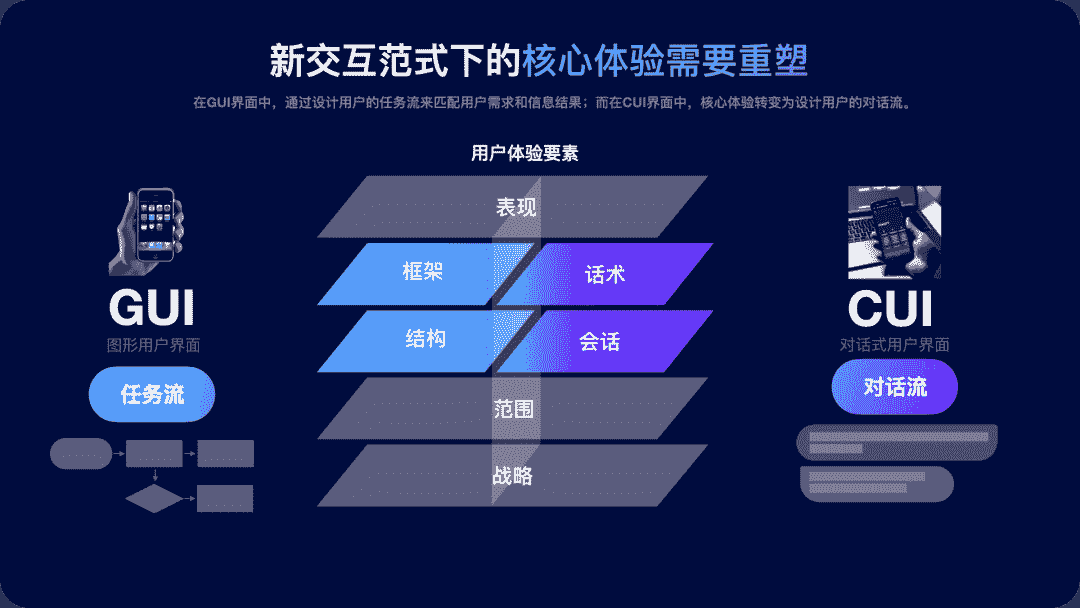 新交互范式下的核心体验需要重塑
在GUI界面中，通过设计用户的任务流来匹配用户需求和信息结果；而在CUI界面中，核心体验转变为设计用户的对话流。
用户体验要素
表现
框架
话术
结构
会话
范围
战略
GUI
图形用户界面
任务流
CUI
对话式用户界面
对话流